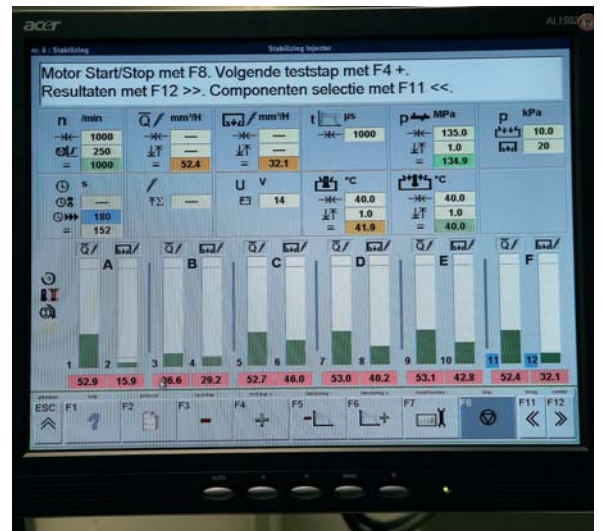 acer
AL1502
nr. 6 : Stabilizing Stabilizing Injector
Motor Start/Stop met F8. Volgende teststap met F4 +.
Resultaten met F12 >>. Componenten selectie met F11 <<.
n /min Q mm³/H mm³/H t µs p MPa p kPa
1000 ---- ---- 1000 135.0 10.0
250 ---- ---- 1.0 20
= 1000 = 52.4 = 32.1 = 134.9
s U V °C °C
---- ---- 14 40.0 40.0
180 1.0 1.0
= 152 = 41.9 = 40.0
Q Q Q Q Q Q
A B C D E F
1 2 3 4 5 6 7 8 9 10 11 12
52.9 15.9 36.6 29.2 52.7 46.0 53.0 40.2 53.1 42.8 52.4 32.1
ESC F1 F2 F3 F4 F5 F6 F7 F8 F11 F12
AUTO MENU